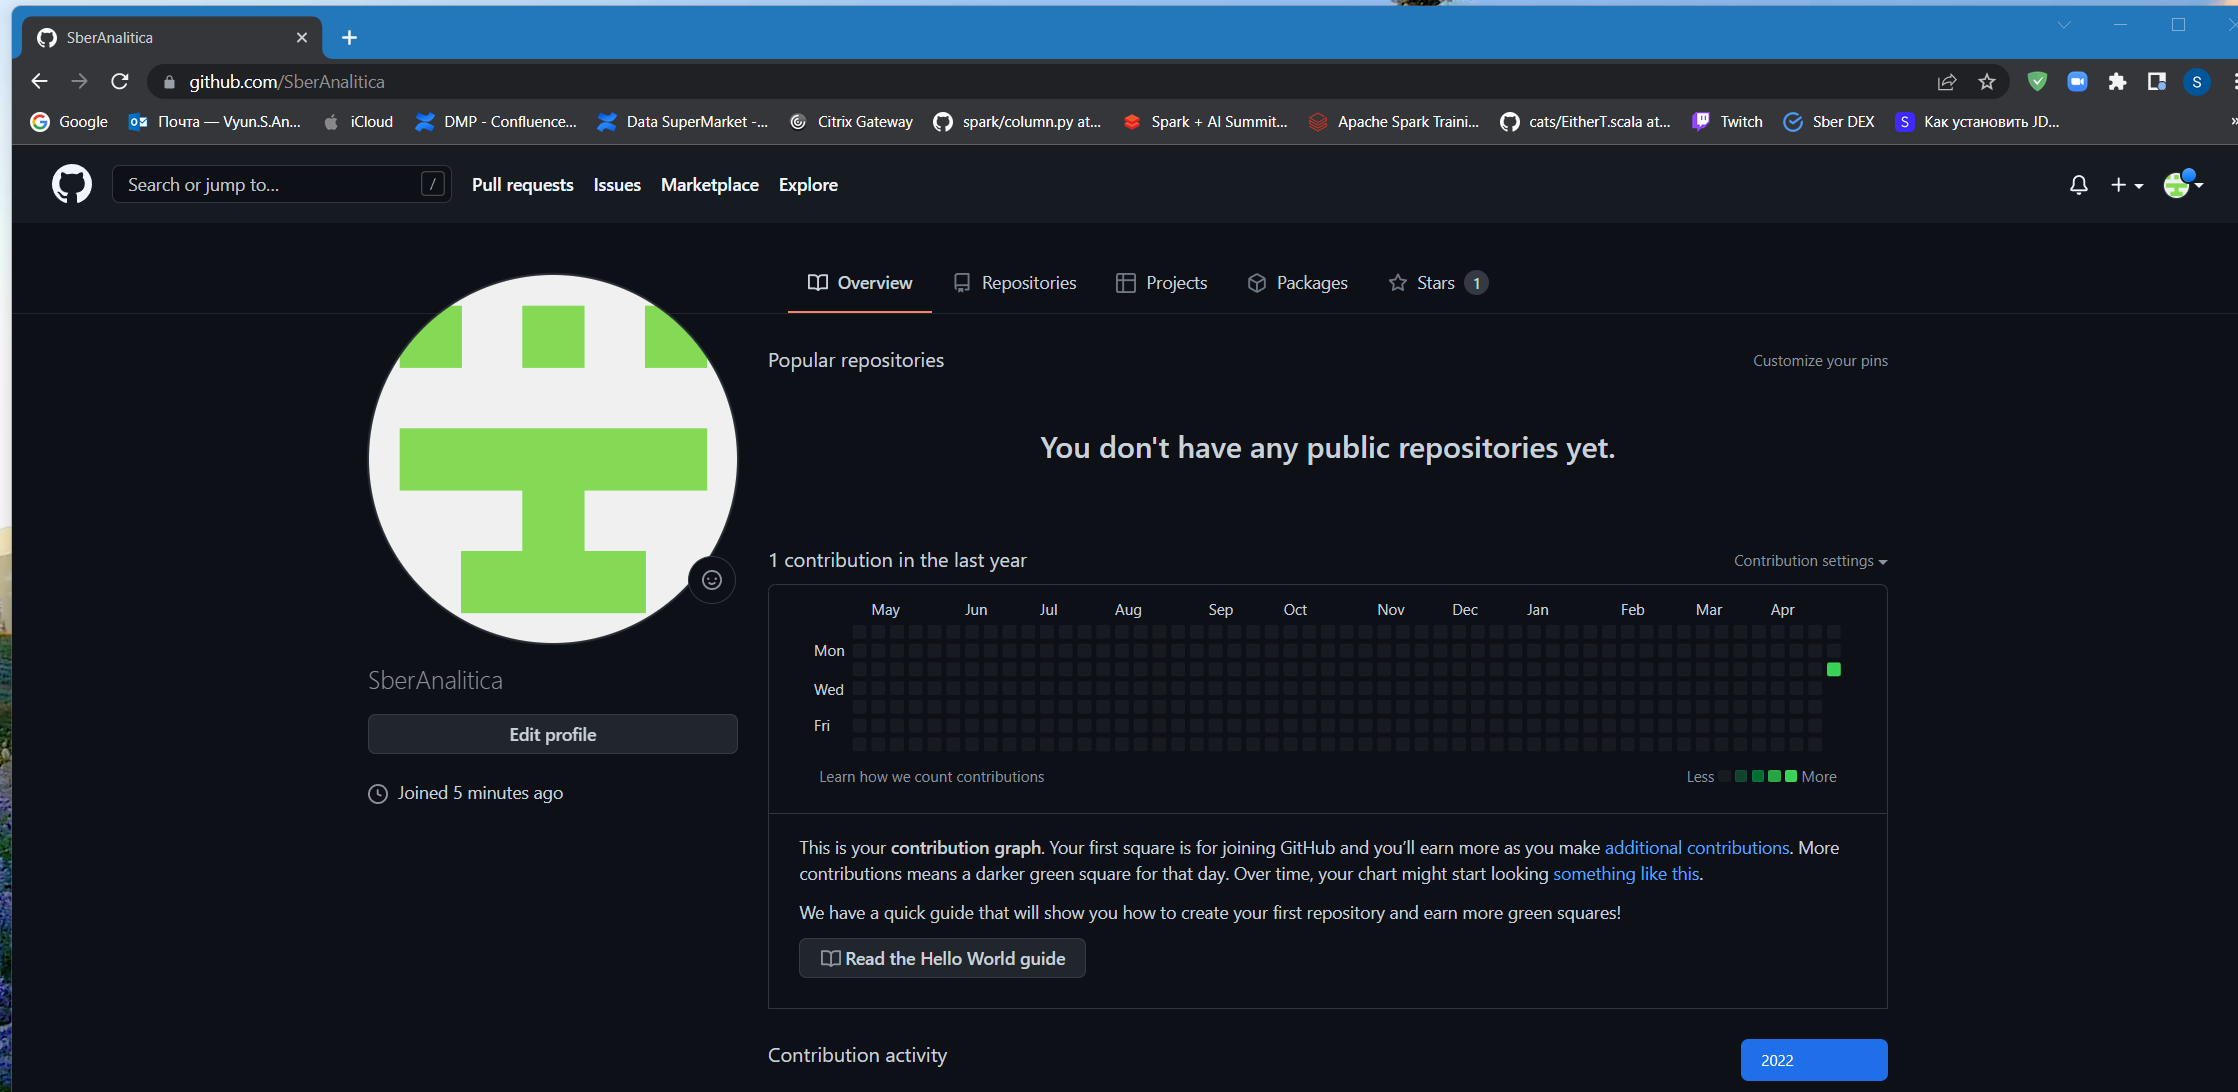 SberAnalitica
github.com/SberAnalitica
Google Почта — Vyun.S.An... iCloud DMP - Confluence... Data SuperMarket -... Citrix Gateway spark/column.py at... Spark + AI Summit... Apache Spark Traini... cats/EitherT.scala at... Twitch Sber DEX Как установить JD... »
Search or jump to... / Pull requests Issues Marketplace Explore
Overview Repositories Projects Packages Stars 1
Popular repositories Customize your pins
You don't have any public repositories yet.
1 contribution in the last year Contribution settings
May Jun Jul Aug Sep Oct Nov Dec Jan Feb Mar Apr
Mon
Wed
Fri
Learn how we count contributions Less More
SberAnalitica
Edit profile
Joined 5 minutes ago
This is your contribution graph. Your first square is for joining GitHub and you’ll earn more as you make additional contributions. More
contributions means a darker green square for that day. Over time, your chart might start looking something like this.
We have a quick guide that will show you how to create your first repository and earn more green squares!
Read the Hello World guide
Contribution activity 2022